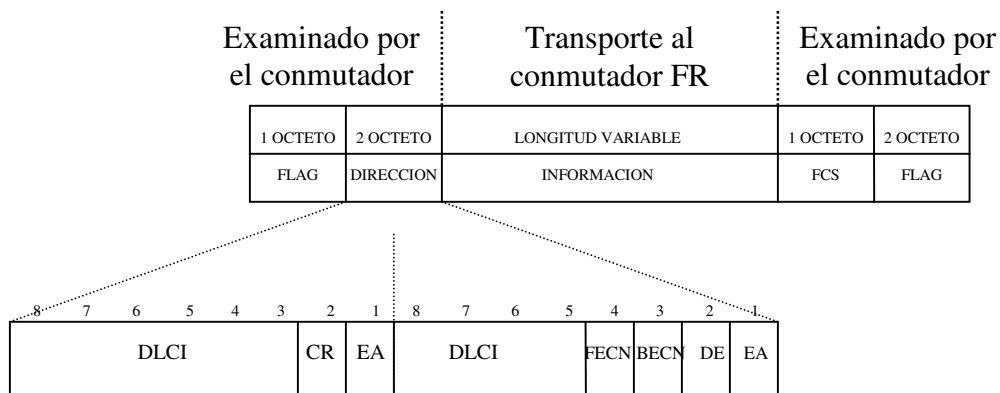 Examinado por
el conmutador
Transporte al
conmutador FR
Examinado por
el conmutador
1 OCTETO 2 OCTETO LONGITUD VARIABLE 1 OCTETO 2 OCTETO
FLAG DIRECCION INFORMACION FCS FLAG
8 7 6 5 4 3 2 1 8 7 6 5 4 3 2 1
DLCI CR EA DLCI FECN BECN DE EA